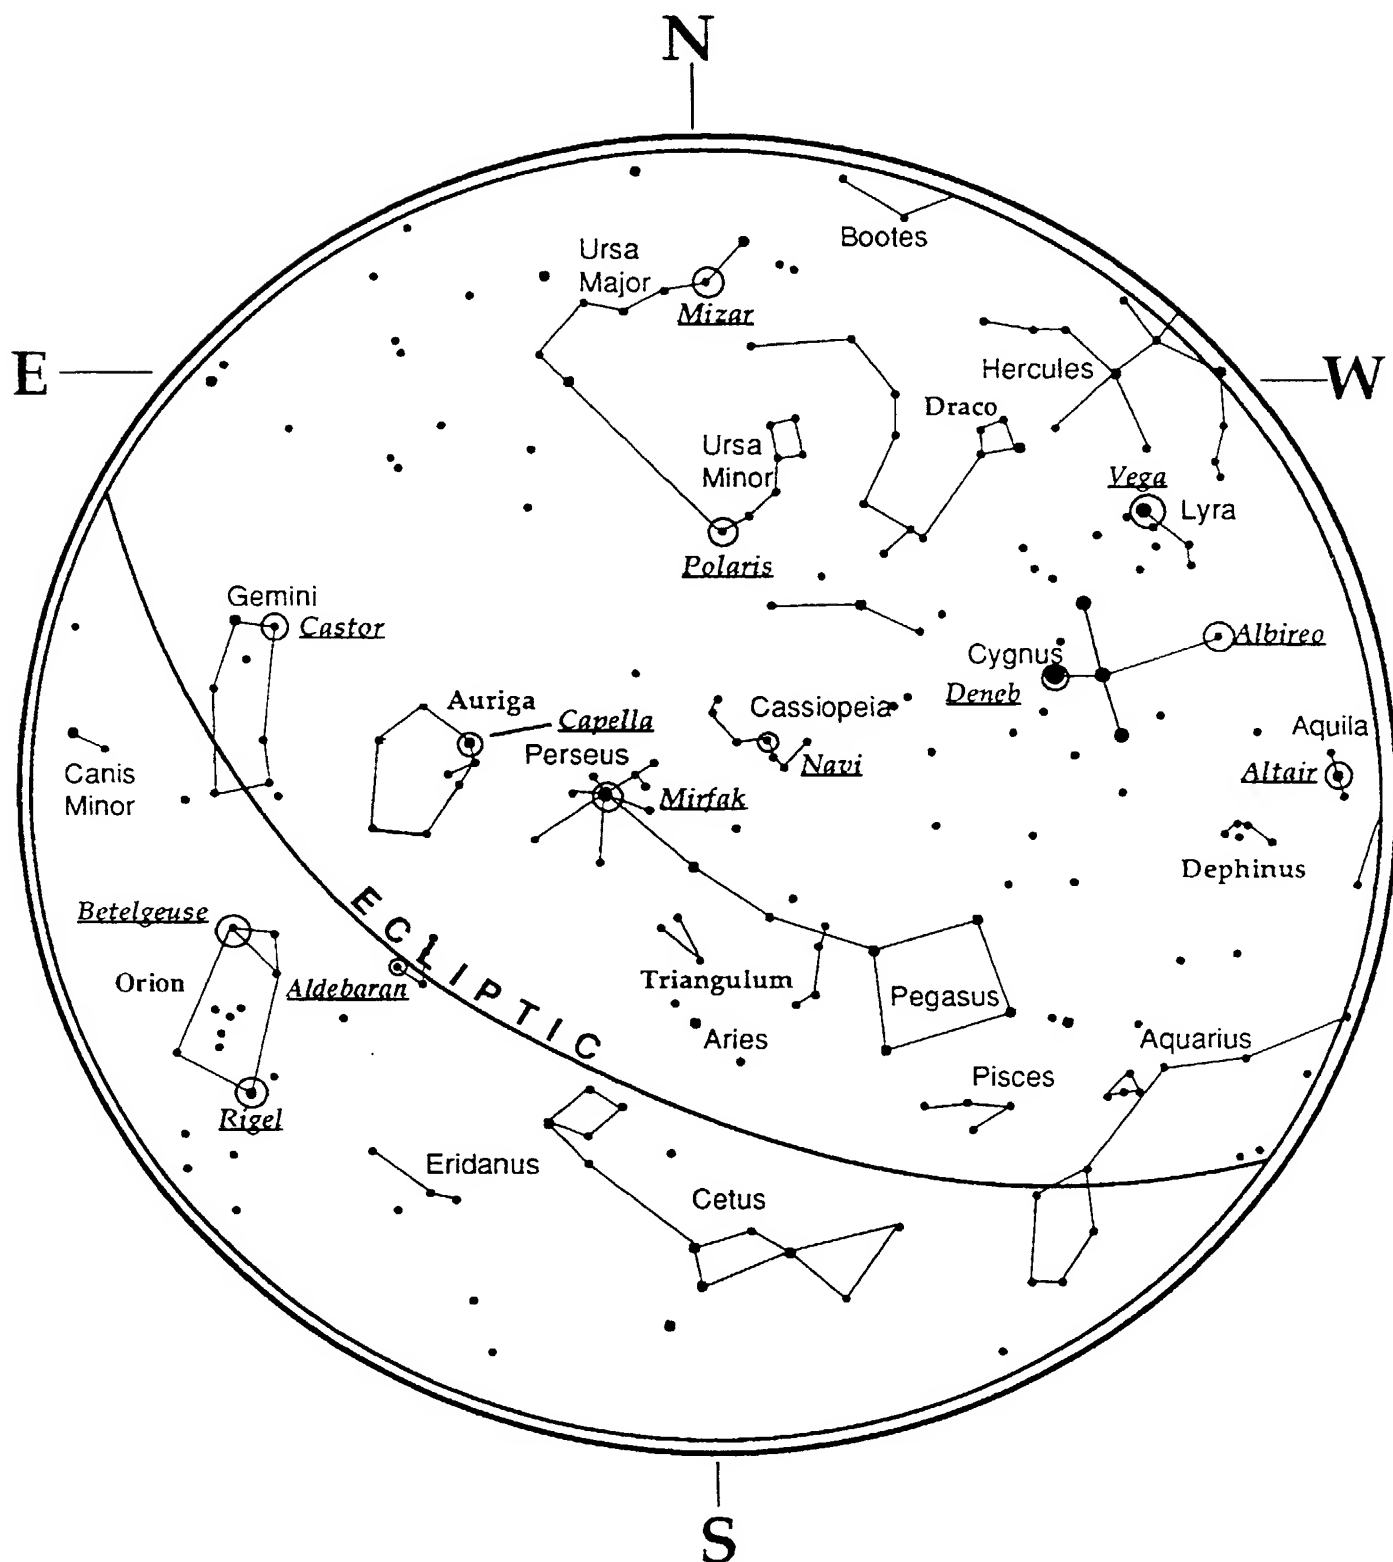 N
Bootes
Ursa
Major
Mizar
E
W
Hercules
Draco
Ursa
Minor
Vega
Lyra
Polaris
Gemini
Castor
Albireo
Cygnus
Deneb
Auriga
Capella
Cassiopeia
Aquila
Perseus
Navi
Altair
Canis
Minor
Mirfak
Dephinus
Betelgeuse
ECLIPTIC
Orion
Aldebaran
Triangulum
Pegasus
Aries
Aquarius
Pisces
Rigel
Eridanus
Cetus
S